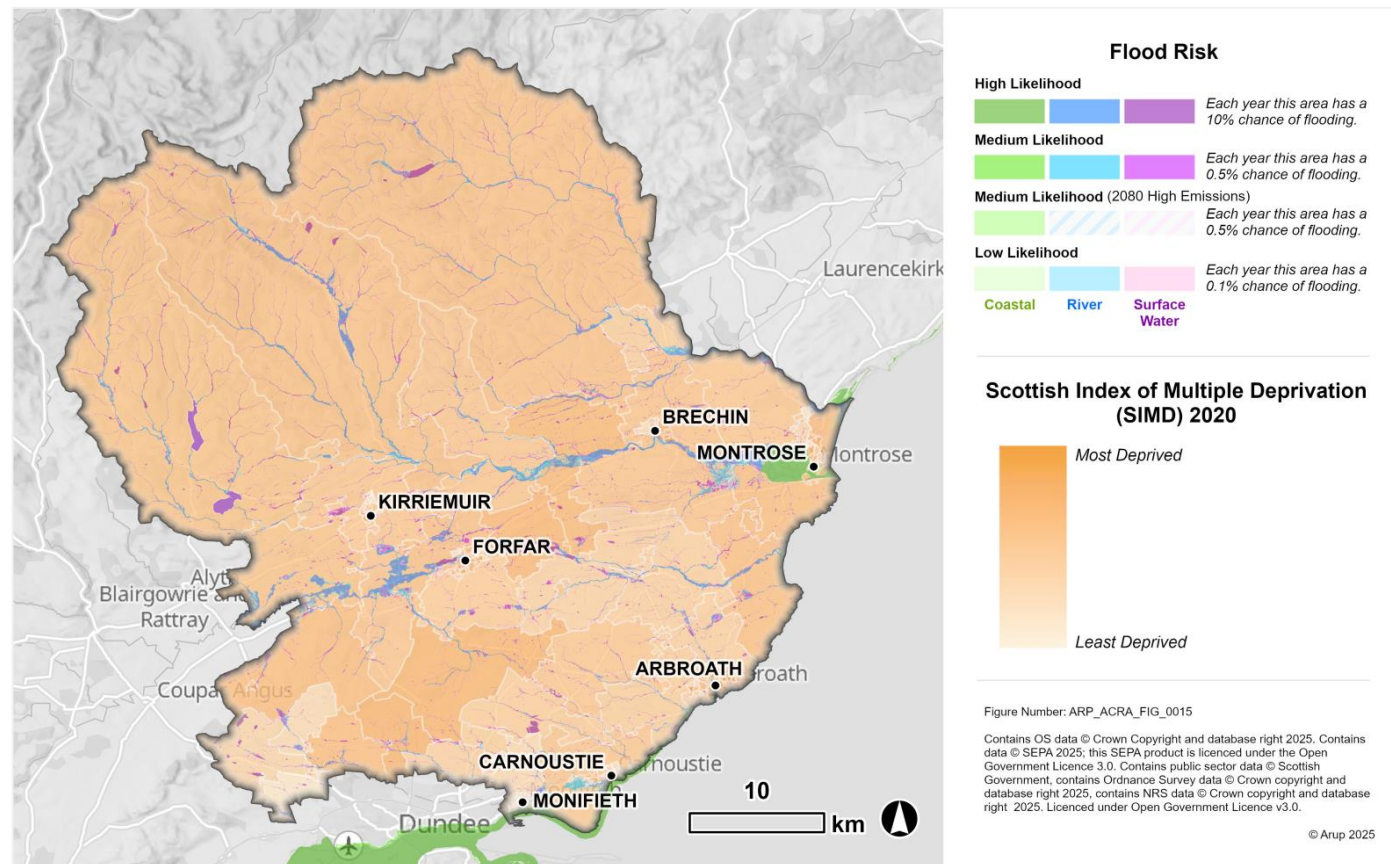 Flood Risk
High Likelihood
Each year this area has a
10% chance of flooding.
Medium Likelihood
Each year this area has a
0.5% chance of flooding.
Medium Likelihood (2080 High Emissions)
Each year this area has a
0.5% chance of flooding.
Low Likelihood
Each year this area has a
0.1% chance of flooding.
Coastal River Surface
Water
Scottish Index of Multiple Deprivation
(SIMD) 2020
Most Deprived
Least Deprived
Figure Number: ARP_ACRA_FIG_0015
Contains OS data © Crown Copyright and database right 2025. Contains
data © SEPA 2025; this SEPA product is licenced under the Open
Government Licence 3.0. Contains public sector data © Scottish
Government, contains Ordnance Survey data © Crown copyright and
database right 2025, contains NRS data © Crown copyright and database
right 2025. Licenced under Open Government Licence v3.0.
© Arup 2025
Laurencekirk
BRECHIN
MONTROSE
ontrose
KIRRIEMUIR
FORFAR
Alyt
Blairgowrie an
Rattray
ARBROATH
roath
Coupa Angus
CARNOUSTIE
noustie
MONIFIETH
Dundee
10
km